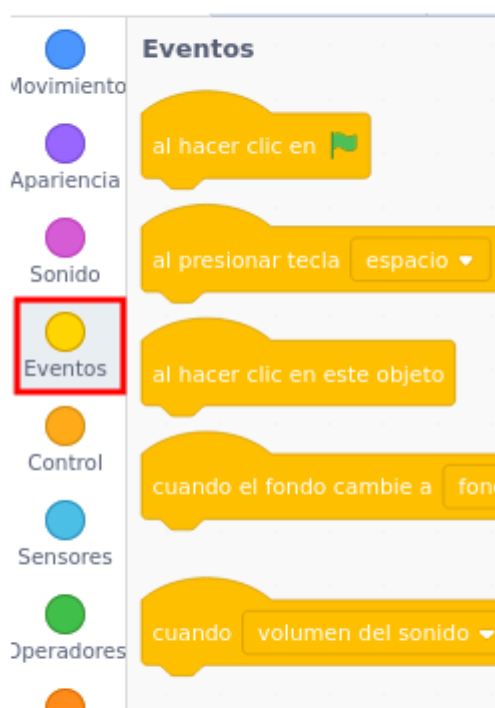 Movimiento
Apariencia
Sonido
Eventos
Control
Sensores
Operadores
Eventos
al hacer clic en
al presionar tecla espacio
al hacer clic en este objeto
cuando el fondo cambie a
cuando volumen del sonido